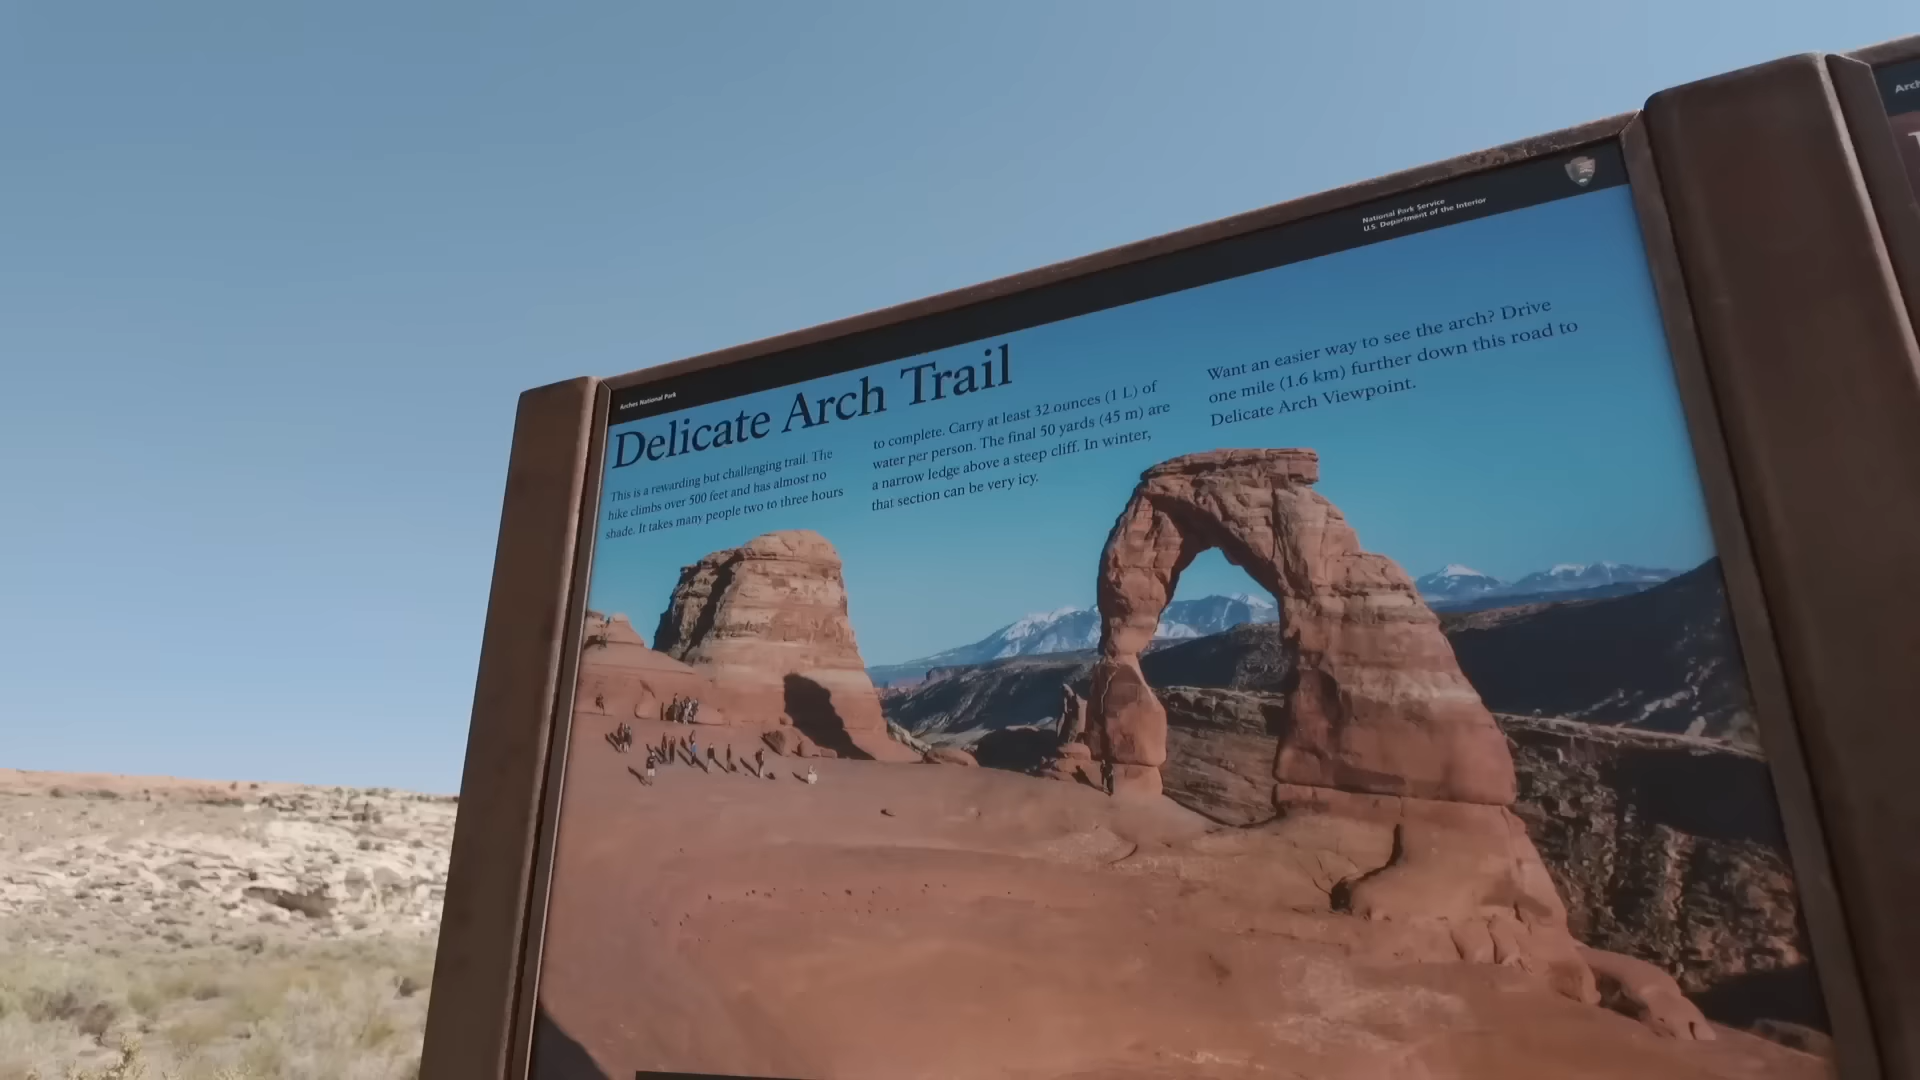 Arches National Park
National Park Service
U.S. Department of the Interior
Delicate Arch Trail
This is a rewarding but challenging trail. The
hike climbs over 500 feet and has almost no
shade. It takes many people two to three hours
to complete. Carry at least 32 ounces (1 L) of
water per person. The final 50 yards (45 m) are
a narrow ledge above a steep cliff. In winter,
that section can be very icy.
Want an easier way to see the arch? Drive
one mile (1.6 km) further down this road to
Delicate Arch Viewpoint.